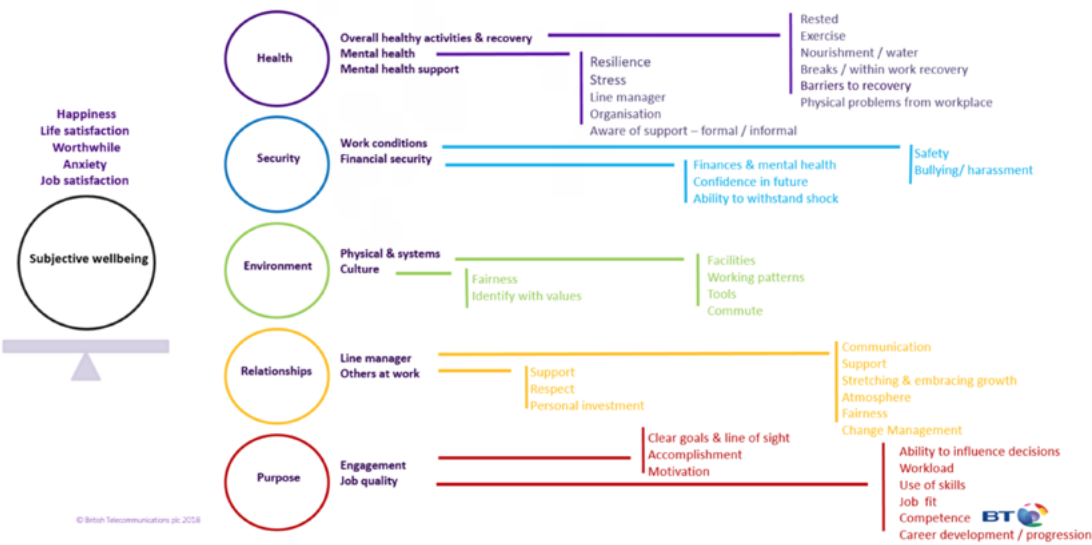 Happiness
Life satisfaction
Worthwhile
Anxiety
Job satisfaction
Subjective wellbeing
Health
Overall healthy activities & recovery
Mental health
Mental health support
Resilience
Stress
Line manager
Organisation
Aware of support – formal / informal
Rested
Exercise
Nourishment / water
Breaks / within work recovery
Barriers to recovery
Physical problems from workplace
Security
Work conditions
Financial security
Finances & mental health
Confidence in future
Ability to withstand shock
Safety
Bullying/ harassment
Environment
Physical & systems
Culture
Fairness
Identify with values
Facilities
Working patterns
Tools
Commute
Relationships
Line manager
Others at work
Support
Respect
Personal investment
Communication
Support
Stretching & embracing growth
Atmosphere
Fairness
Change Management
Purpose
Engagement
Job quality
Clear goals & line of sight
Accomplishment
Motivation
Ability to influence decisions
Workload
Use of skills
Job fit
Competence
Career development / progression
BT
© British Telecommunications plc 2018